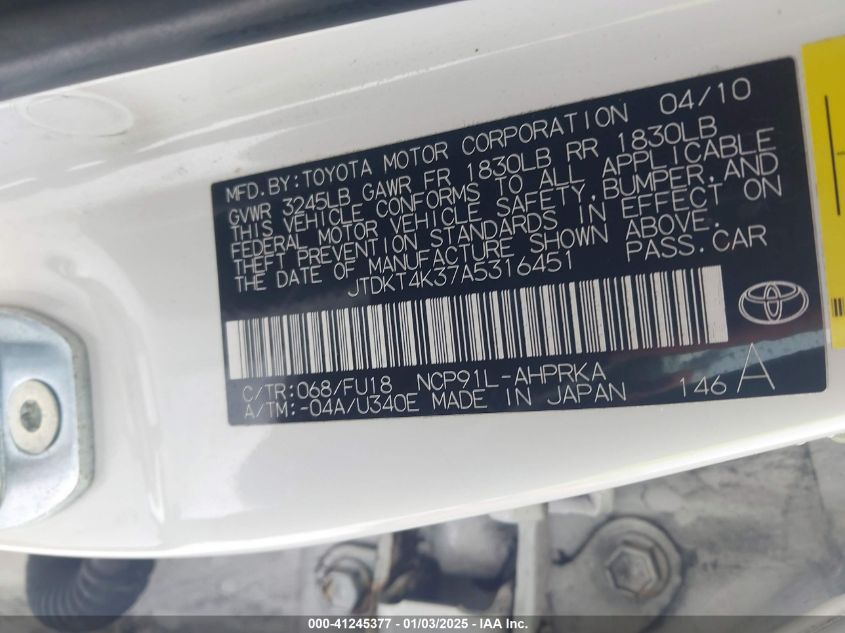 MFD.BY:TOYOTA MOTOR CORPORATION 04/10
GVWR 3245LB GAWR FR 1830LB RR 1830LB
THIS VEHICLE CONFORMS TO ALL APPLICABLE
FEDERAL MOTOR VEHICLE SAFETY,BUMPER,AND
THEFT PREVENTION STANDARDS IN EFFECT ON
THE DATE OF MANUFACTURE SHOWN ABOVE.
JTDKT4K37A5316451 PASS.CAR
C/TR:068/FU18 NCP91L-AHPRKA
A/TM:-04A/U340E MADE IN JAPAN 146 A
000-41245377 - 01/03/2025 - IAA Inc.